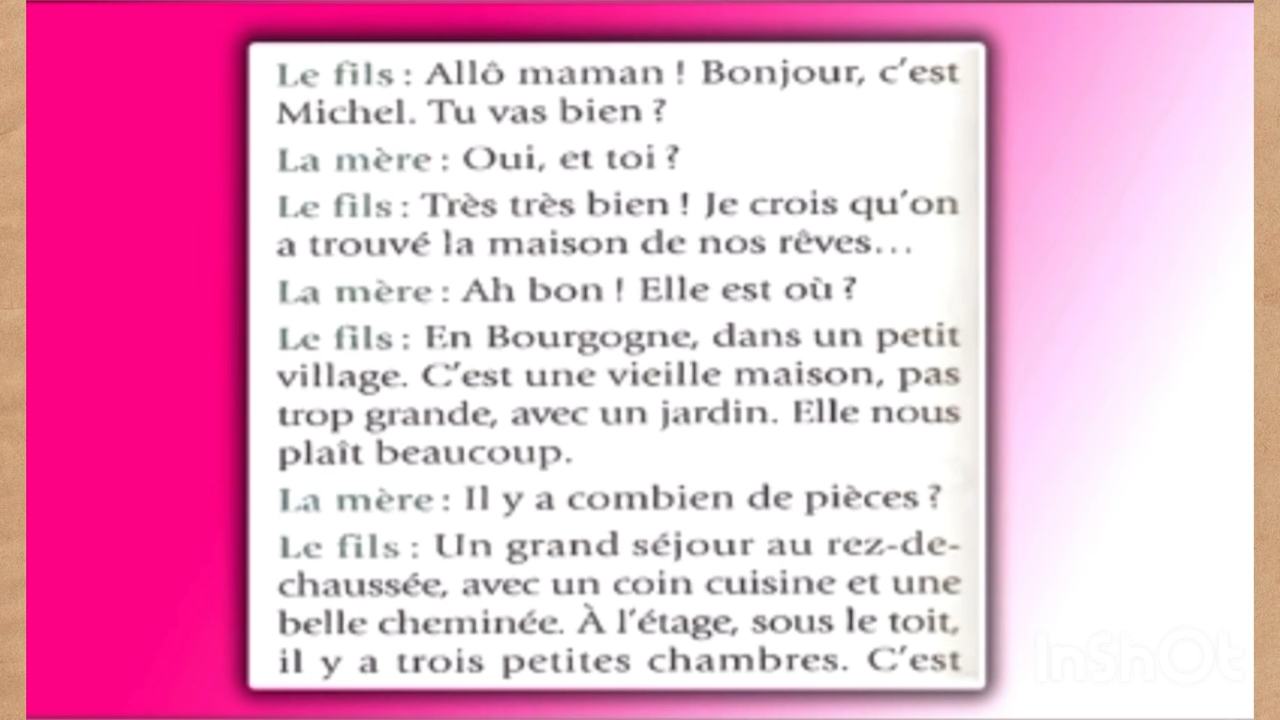 Le fils : Allô maman ! Bonjour, c'est
Michel. Tu vas bien ?
La mère : Oui, et toi ?
Le fils : Très très bien ! Je crois qu'on
a trouvé la maison de nos rêves...
La mère : Ah bon ! Elle est où ?
Le fils : En Bourgogne, dans un petit
village. C'est une vieille maison, pas
trop grande, avec un jardin. Elle nous
plaît beaucoup.
La mère : Il y a combien de pièces ?
Le fils : Un grand séjour au rez-de-
chaussée, avec un coin cuisine et une
belle cheminée. À l'étage, sous le toit,
il y a trois petites chambres. C'est
InShOt